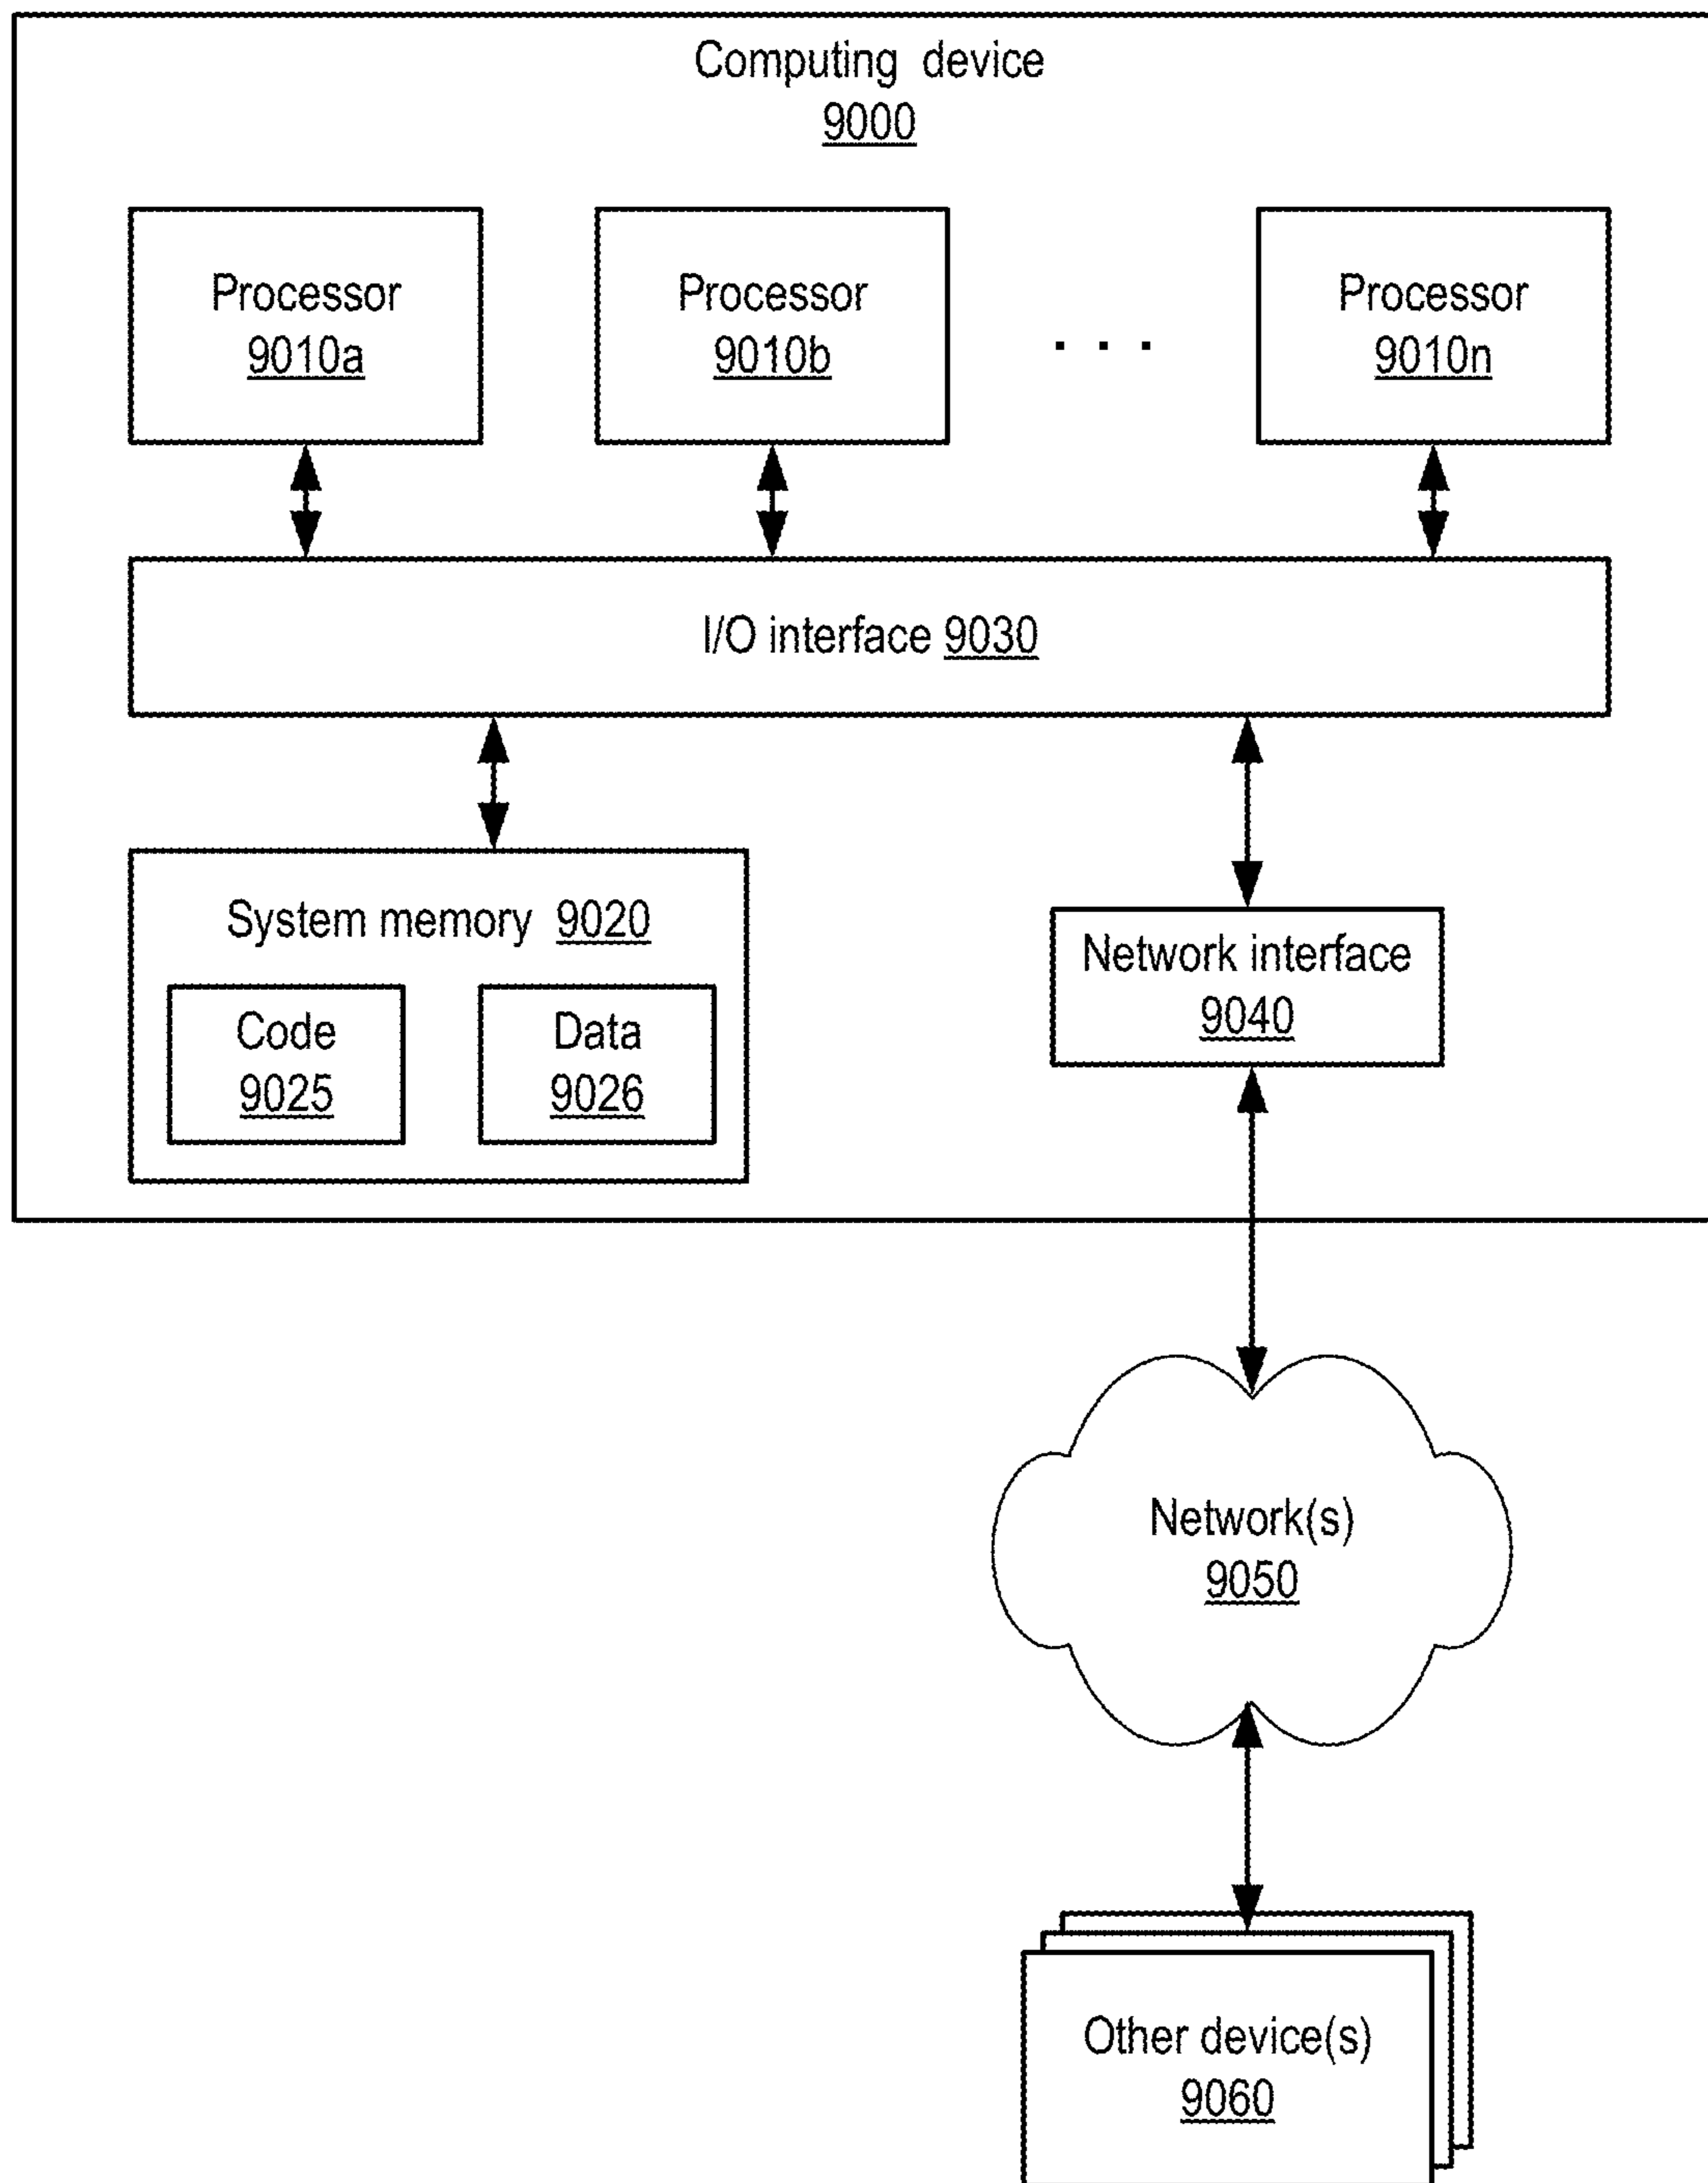 Computing device
9000
Processor
9010a
Processor
9010b
. . .
Processor
9010n
I/O interface 9030
System memory 9020
Code
9025
Data
9026
Network interface
9040
Network(s)
9050
Other device(s)
9060